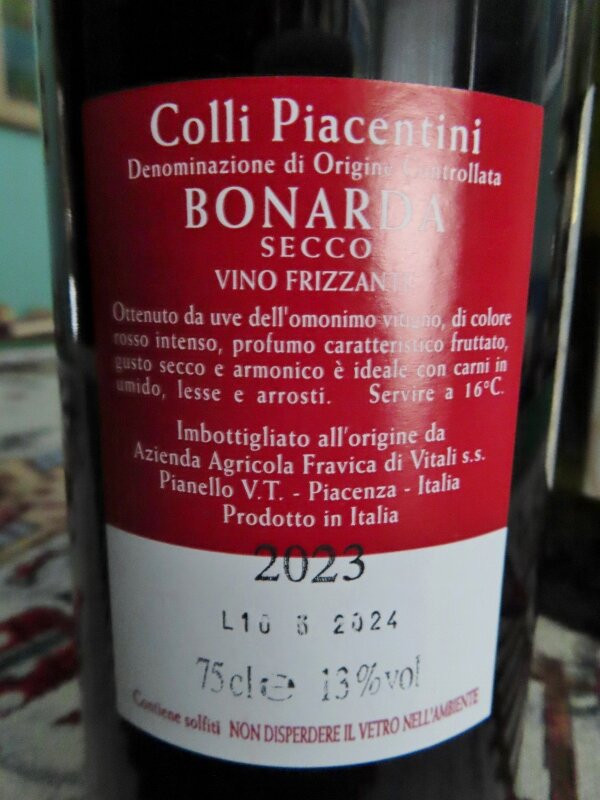 Colli Piacentini
Denominazione di Origine Controllata
BONARDA
SECCO
VINO FRIZZANTE
Ottenuto da uve dell'omonimo vitigno, di colore
rosso intenso, profumo caratteristico fruttato,
gusto secco e armonico è ideale con carni in
umido, lesse e arrosti. Servire a 16°C.
Imbottigliato all'origine da
Azienda Agricola Fravica di Vitali s.s.
Pianello V.T. - Piacenza - Italia
Prodotto in Italia
2023
L10 6 2024
75cl e 13%vol
Contiene solfiti NON DISPERDERE IL VETRO NELL'AMBIENTE